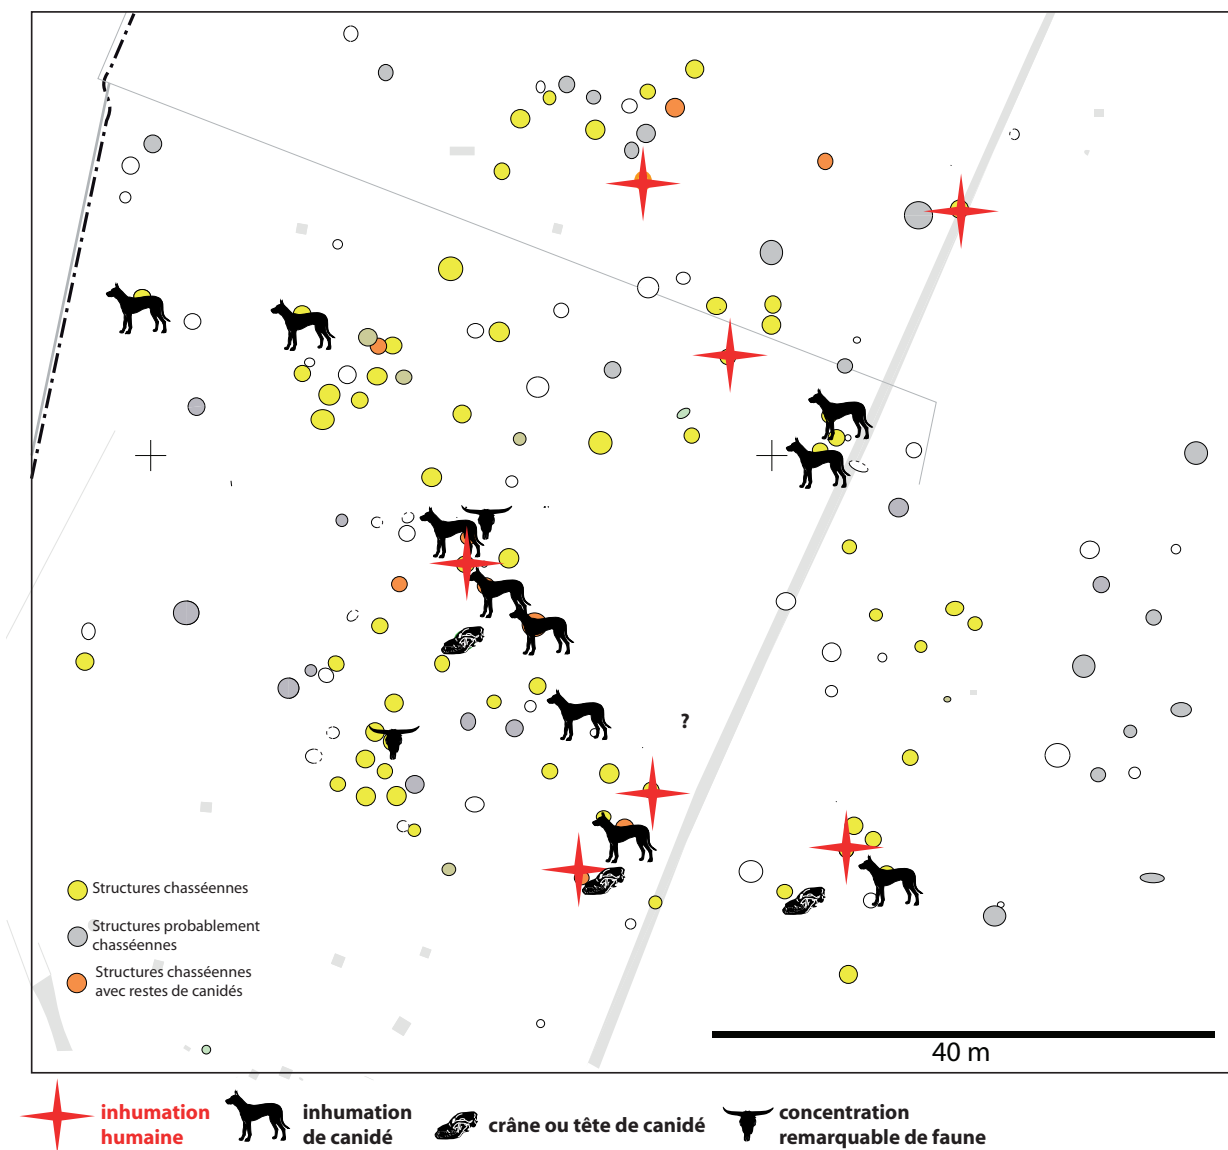 ?
Structures chasséennes
Structures probablement
chasséennes
Structures chasséennes
avec restes de canidés
40 m
inhumation
humaine
inhumation
de canidé
crâne ou tête de canidé
concentration
remarquable de faune